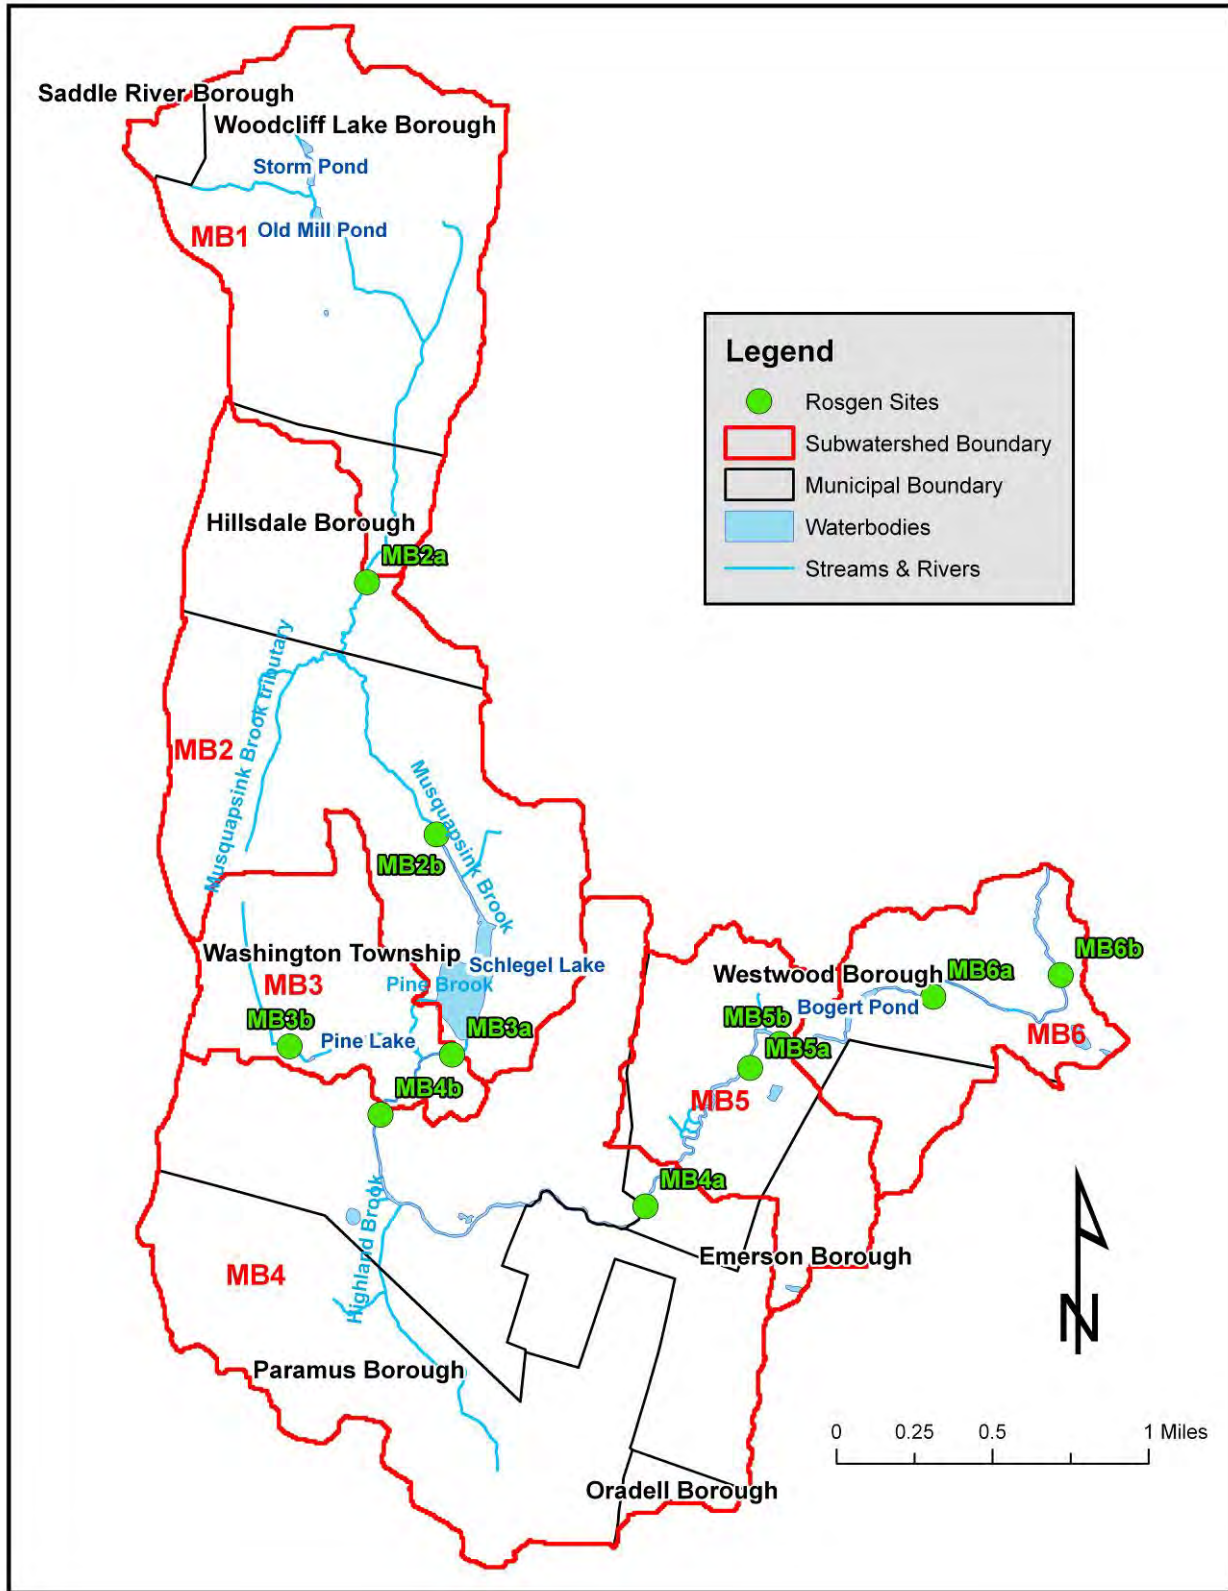 Saddle River Borough
Woodcliff Lake Borough
Storm Pond
MB1
Old Mill Pond
Legend
Rosgen Sites
Subwatershed Boundary
Municipal Boundary
Waterbodies
Streams & Rivers
Hillsdale Borough
MB2a
Musquapsink Brook tributary
MB2
Musquapsink Brook
MB2b
Washington Township
Schlegel Lake
MB3
Pine Brook
MB3b
Pine Lake
MB3a
MB4b
Westwood Borough
MB6a
MB6b
Bogert Pond
MB5b
MB5a
MB6
MB5
MB4a
Highland Brook
Emerson Borough
MB4
Paramus Borough
Oradell Borough
N
0 0.25 0.5 1 Miles